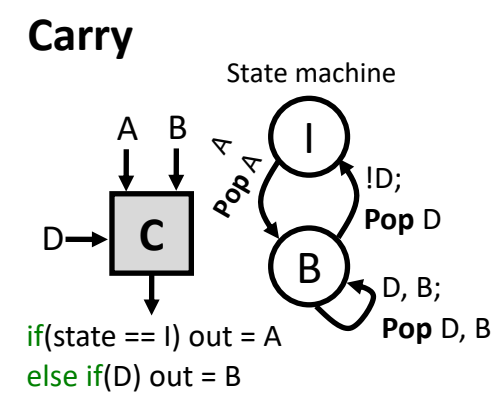 Carry
State machine
A B
D C
if(state == I) out = A
else if(D) out = B
I
A
Pop A
!D;
Pop D
B
D, B;
Pop D, B